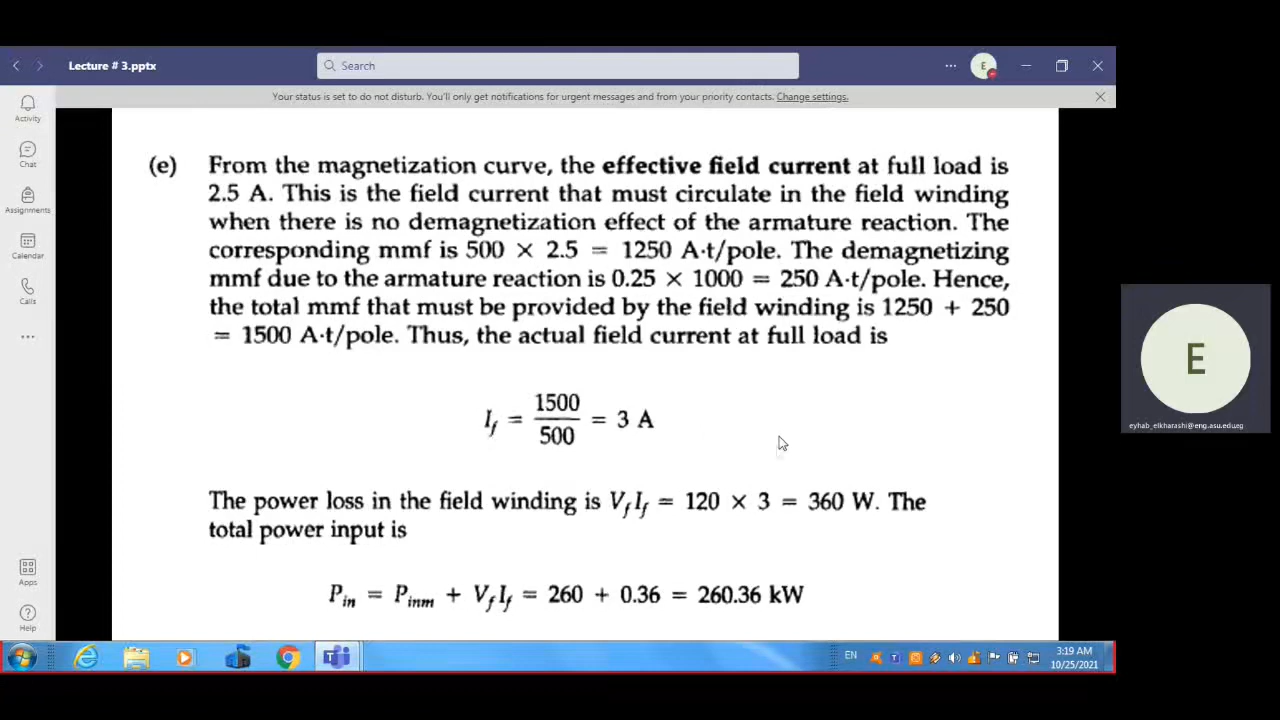 Lecture # 3.pptx
Search
E
Your status is set to do not disturb. You'll only get notifications for urgent messages and from your priority contacts. Change settings.
Activity
Chat
Assignments
Calendar
Calls
Apps
Help
(e) From the magnetization curve, the effective field current at full load is
2.5 A. This is the field current that must circulate in the field winding
when there is no demagnetization effect of the armature reaction. The
corresponding mmf is 500 × 2.5 = 1250 A·t/pole. The demagnetizing
mmf due to the armature reaction is 0.25 × 1000 = 250 A·t/pole. Hence,
the total mmf that must be provided by the field winding is 1250 + 250
= 1500 A·t/pole. Thus, the actual field current at full load is
I_f = 1500/500 = 3 A
The power loss in the field winding is V_f I_f = 120 × 3 = 360 W. The
total power input is
P_in = P_inm + V_f I_f = 260 + 0.36 = 260.36 kW
E
eyhab_elkharashi@eng.asu.edu.eg
EN
3:19 AM
10/25/2021